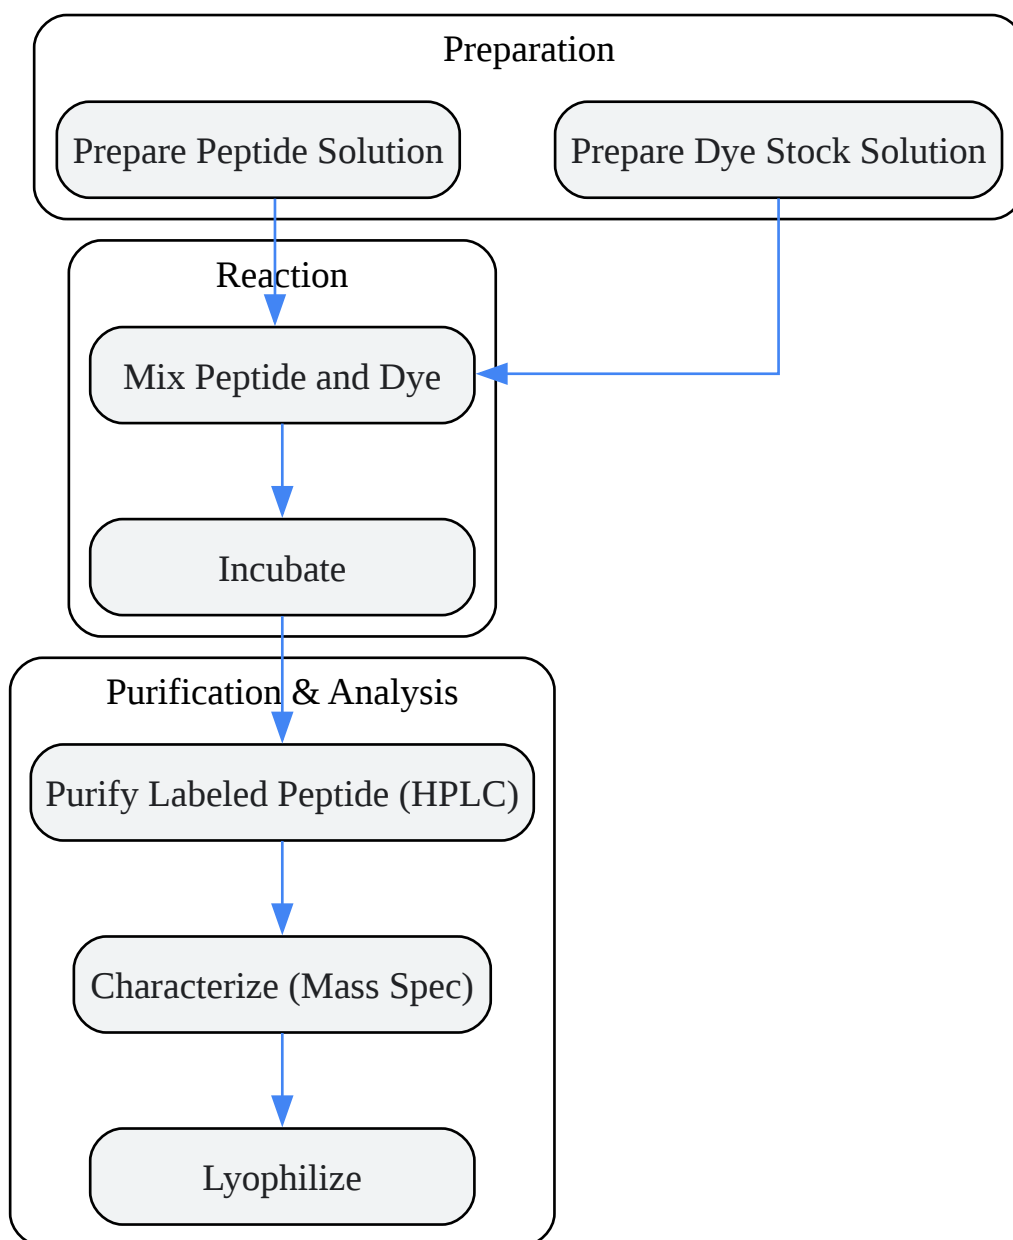 Preparation
Prepare Peptide Solution
Prepare Dye Stock Solution
Reaction
Mix Peptide and Dye
Incubate
Purification & Analysis
Purify Labeled Peptide (HPLC)
Characterize (Mass Spec)
Lyophilize